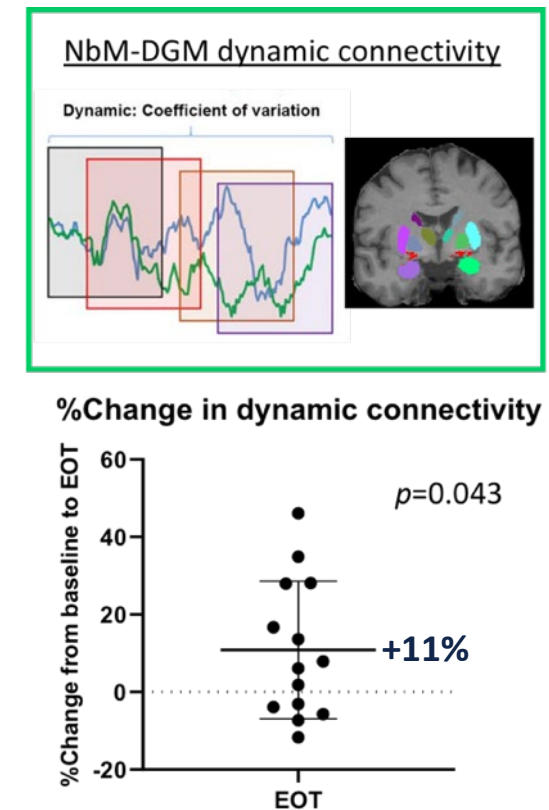 NbM-DGM dynamic connectivity
Dynamic: Coefficient of variation
%Change in dynamic connectivity
%Change from baseline to EOT
60
40
20
0
-20
p=0.043
+11%
EOT